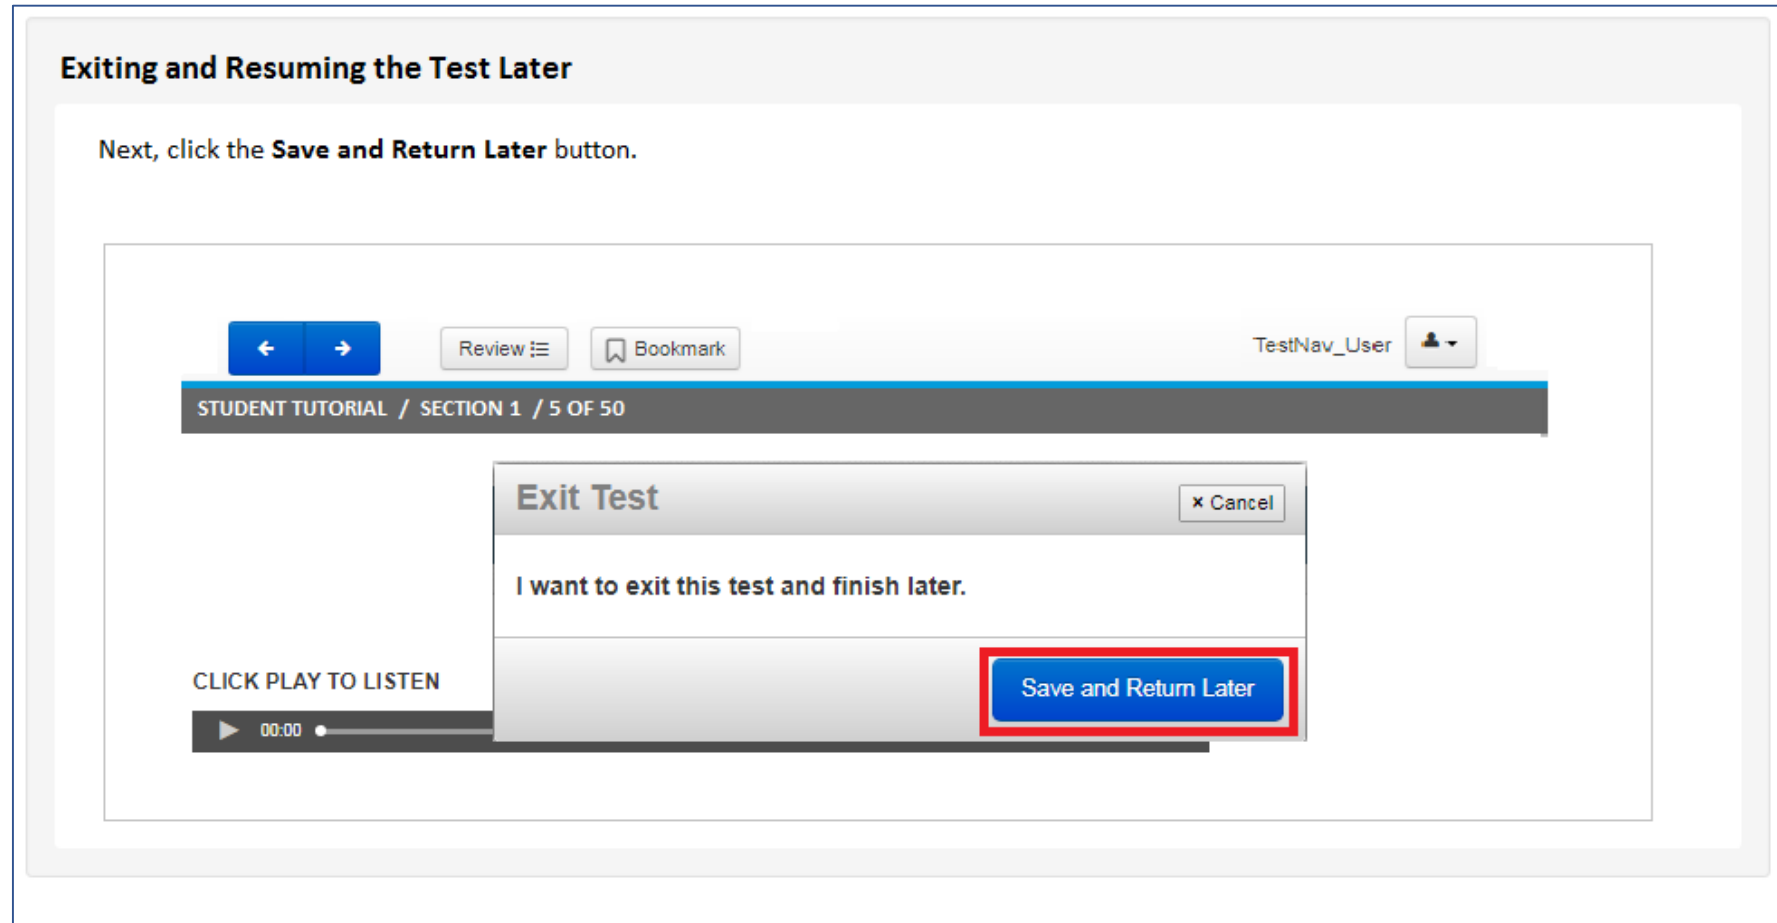 Exiting and Resuming the Test Later
Next, click the Save and Return Later button.
Review
Bookmark
TestNav_User
STUDENT TUTORIAL / SECTION 1 / 5 OF 50
Exit Test
× Cancel
I want to exit this test and finish later.
Save and Return Later
CLICK PLAY TO LISTEN
00:00